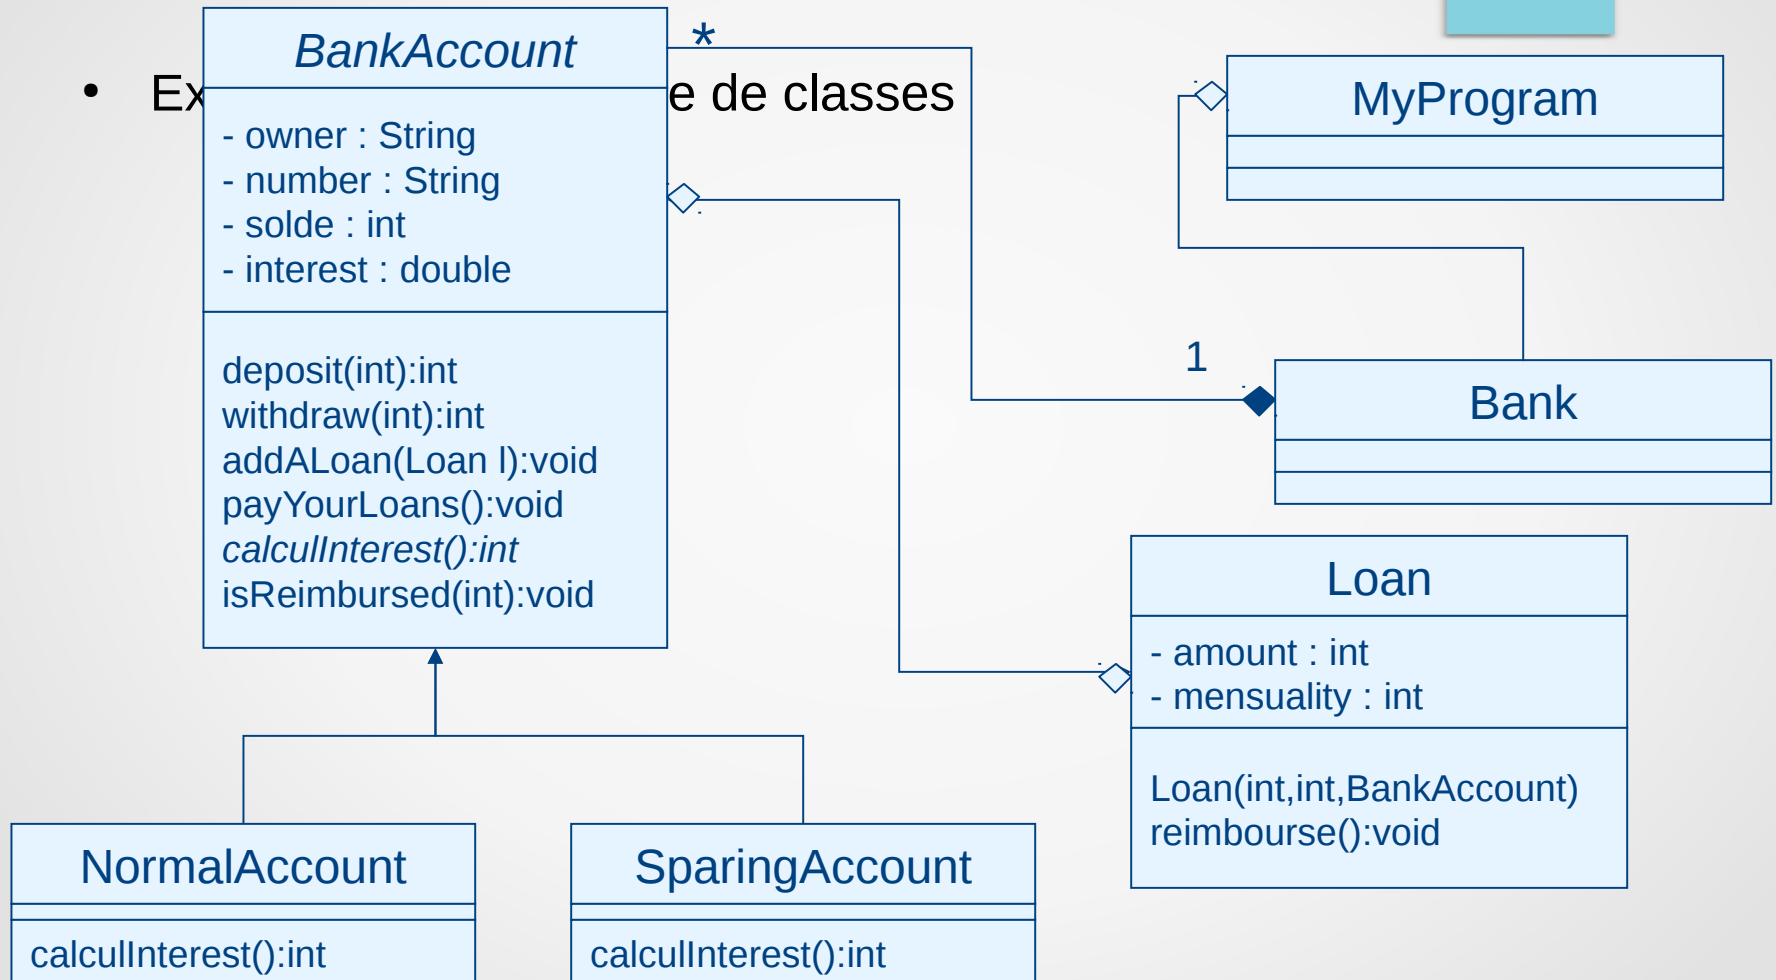 BankAccount
*
• Ex e de classes
- owner : String
- number : String
- solde : int
- interest : double
deposit(int):int
withdraw(int):int
addALoan(Loan l):void
payYourLoans():void
calculInterest():int
isReimbursed(int):void
MyProgram
1
Bank
Loan
- amount : int
- mensuality : int
Loan(int,int,BankAccount)
reimbourse():void
NormalAccount
calculInterest():int
SparingAccount
calculInterest():int